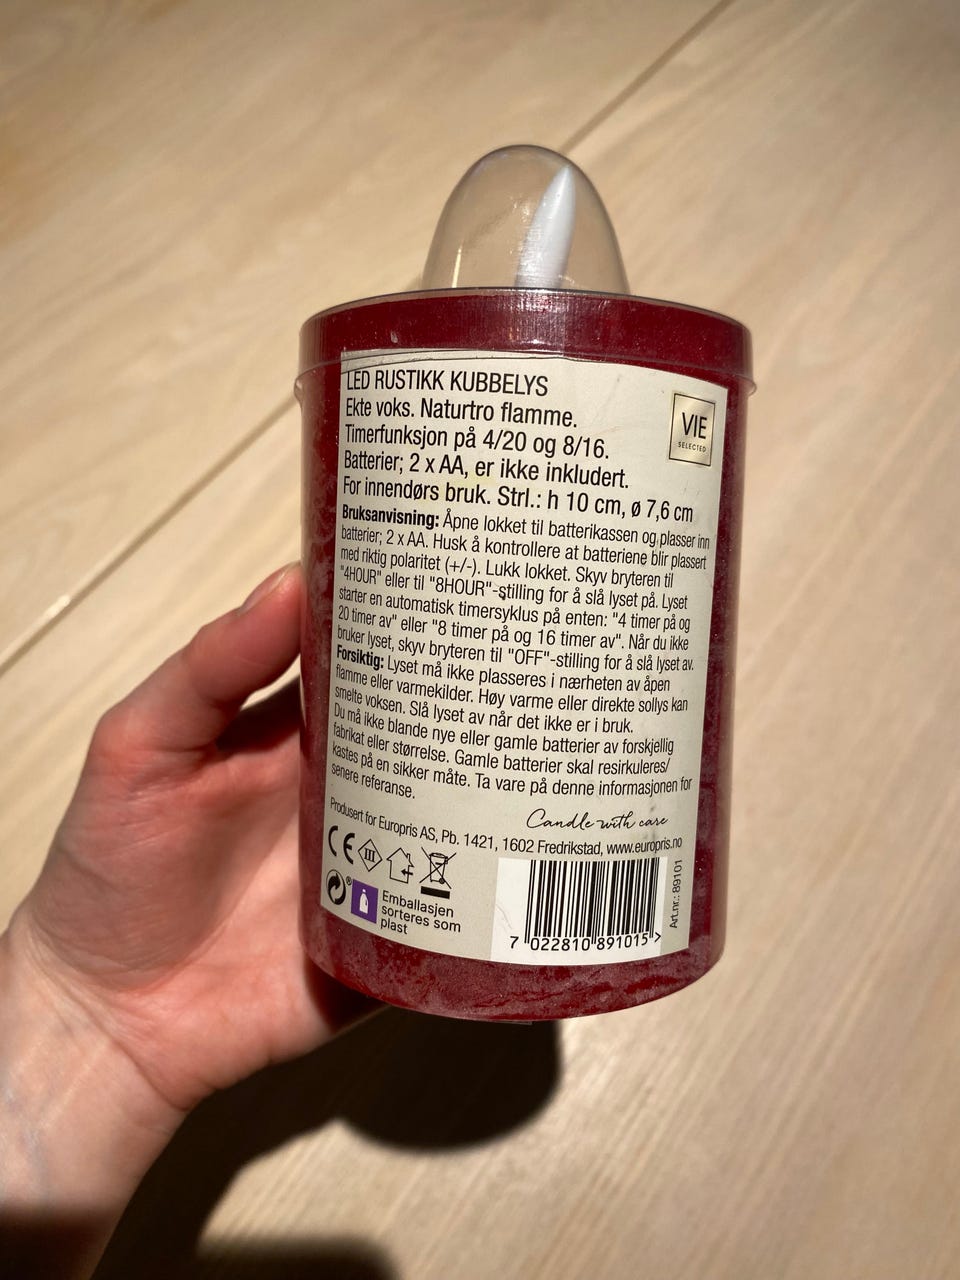 LED RUSTIKK KUBBELYS
Ekte voks. Naturtro flamme.
Timerfunksjon på 4/20 og 8/16.
Batterier; 2 x AA, er ikke inkludert.
For innendørs bruk. Strl.: h 10 cm, ø 7,6 cm
VIE
SELECTED
Bruksanvisning: Åpne lokket til batterikassen og plasser inn
batterier; 2 x AA. Husk å kontrollere at batteriene blir plassert
med riktig polaritet (+/-). Lukk lokket. Skyv bryteren til
"4HOUR" eller til "8HOUR"-stilling for å slå lyset på. Lyset
starter en automatisk timersyklus på enten: "4 timer på og
20 timer av" eller "8 timer på og 16 timer av". Når du ikke
bruker lyset, skyv bryteren til "OFF"-stilling for å slå lyset av.
Forsiktig: Lyset må ikke plasseres i nærheten av åpen
flamme eller varmekilder. Høy varme eller direkte sollys kan
smelte voksen. Slå lyset av når det ikke er i bruk.
Du må ikke blande nye eller gamle batterier av forskjellig
fabrikat eller størrelse. Gamle batterier skal resirkuleres/
kastes på en sikker måte. Ta vare på denne informasjonen for
senere referanse.
Candle with care
Produsert for Europris AS, Pb. 1421, 1602 Fredrikstad, www.europris.no
CE III
® Emballasjen
sorteres som
plast
7 022810 891015 >
Art.nr.: 89101